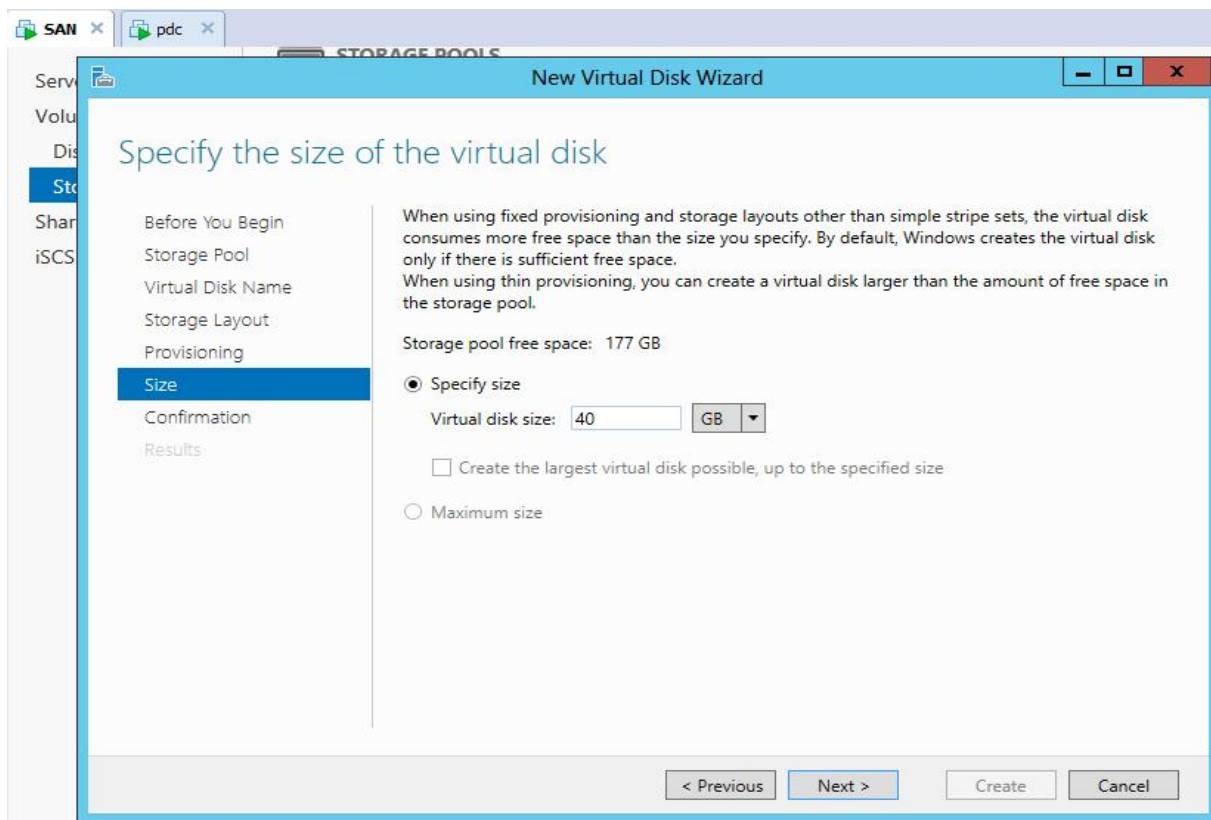 SAN
pdc
STORAGE POOLS
New Virtual Disk Wizard
Serv
Volu
Dis
Sto
Shar
iSCS
Specify the size of the virtual disk
Before You Begin
Storage Pool
Virtual Disk Name
Storage Layout
Provisioning
Size
Confirmation
Results
When using fixed provisioning and storage layouts other than simple stripe sets, the virtual disk
consumes more free space than the size you specify. By default, Windows creates the virtual disk
only if there is sufficient free space.
When using thin provisioning, you can create a virtual disk larger than the amount of free space in
the storage pool.
Storage pool free space: 177 GB
Specify size
Virtual disk size: 40 GB
Create the largest virtual disk possible, up to the specified size
Maximum size
< Previous
Next >
Create
Cancel